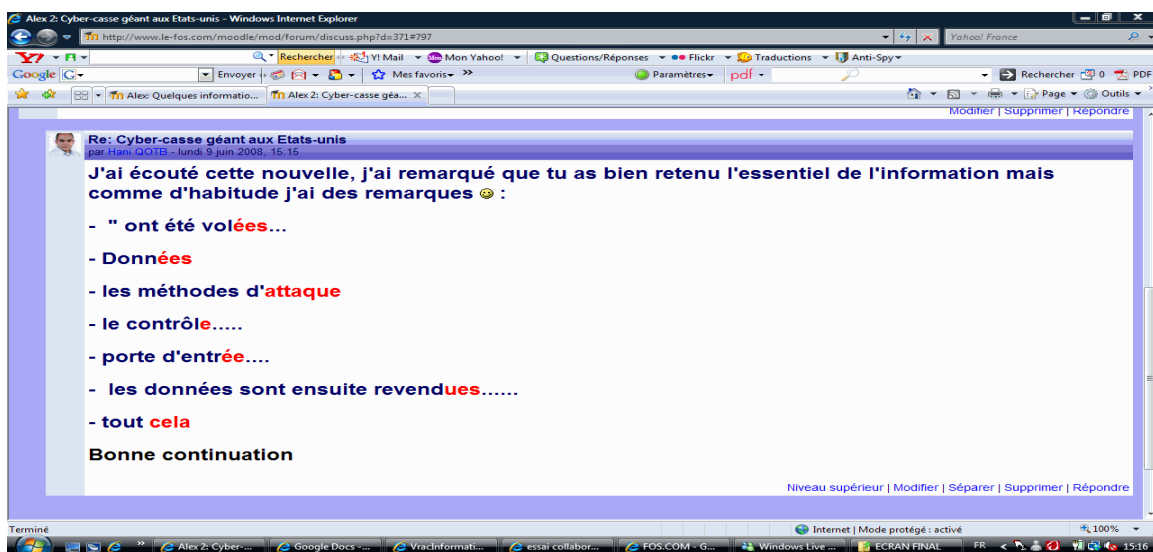 Alex 2: Cyber-casse géant aux Etats-unis - Windows Internet Explorer
http://www.le-fos.com/moodle/mod/forum/discuss.php?d=371#797 Yahoo! France
Y7 Rechercher Y! Mail Mon Yahoo! Questions/Réponses Flickr Traductions Anti-Spy
Google G Envoyer Mes favoris » Paramètres pdf Rechercher 0 PDF
Alex: Quelques informatio... Alex 2: Cyber-casse géa... X Page Outils
Modifier | Supprimer | Répondre
Re: Cyber-casse géant aux Etats-unis
par Hani QOTB - lundi 9 juin 2008, 15:15
J'ai écouté cette nouvelle, j'ai remarqué que tu as bien retenu l'essentiel de l'information mais
comme d'habitude j'ai des remarques :
- " ont été volées...
- Données
- les méthodes d'attaque
- le contrôle.....
- porte d'entrée....
- les données sont ensuite revendues......
- tout cela
Bonne continuation
Niveau supérieur | Modifier | Séparer | Supprimer | Répondre
Terminé Internet | Mode protégé : activé 100%
» Alex 2: Cyber-... Google Docs -... VracInformati... essai collabor... FOS.COM - G... Windows Live ... ECRAN FINAL FR < 15:16